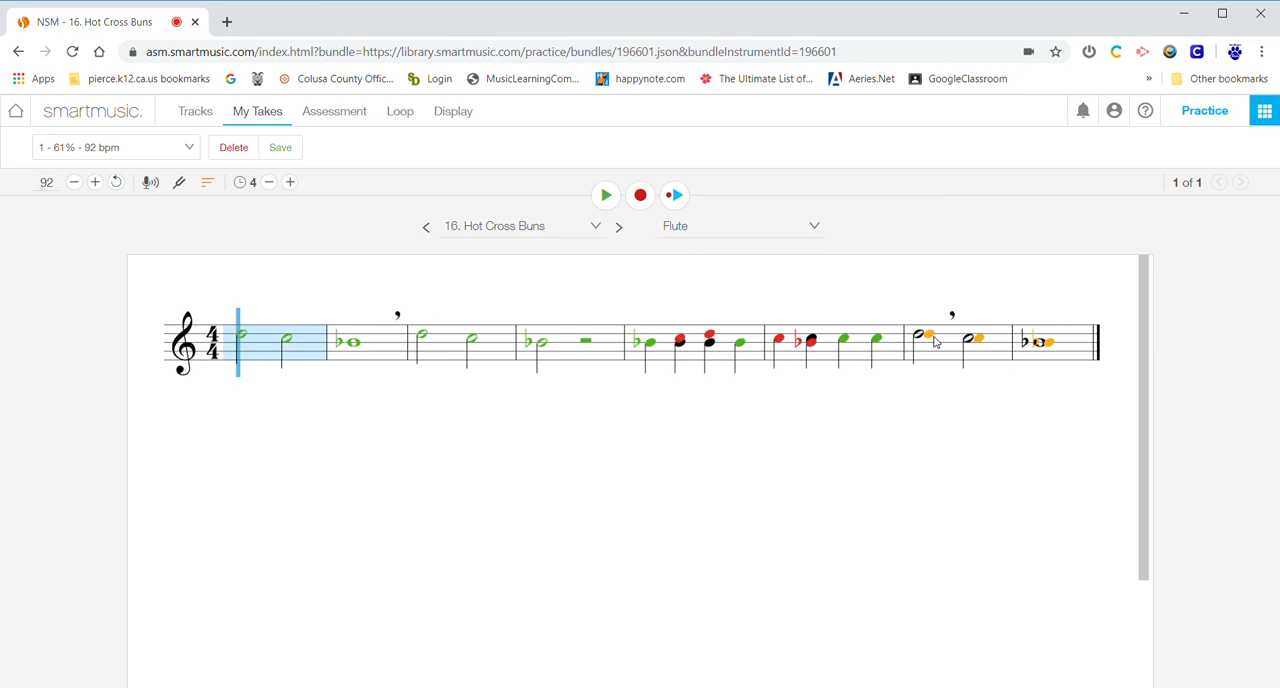 NSM - 16. Hot Cross Buns
asm.smartmusic.com/index.html?bundle=https://library.smartmusic.com/practice/bundles/196601.json&bundleInstrumentId=196601
Apps pierce.k12.ca.us bookmarks Colusa County Offic... Login MusicLearningCom... happynote.com The Ultimate List of... Aeries.Net GoogleClassroom » Other bookmarks
smartmusic. Tracks My Takes Assessment Loop Display Practice
1 - 61% - 92 bpm Delete Save
92 4 1 of 1
16. Hot Cross Buns Flute
4
4